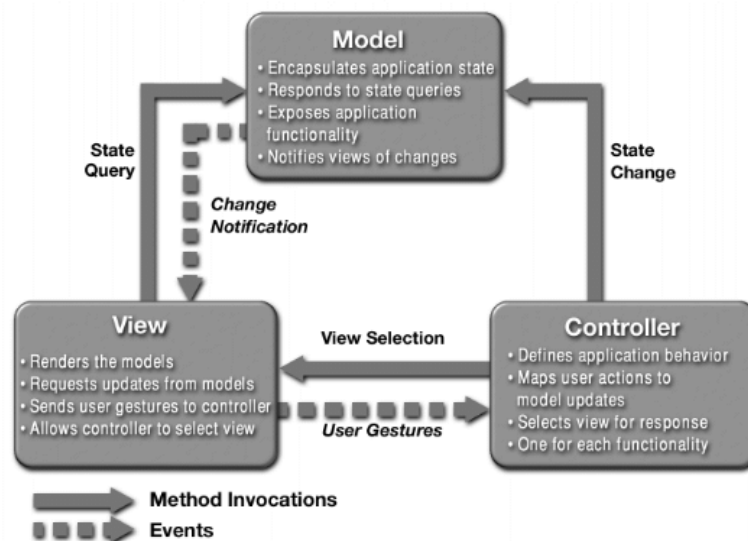 Model
• Encapsulates application state
• Responds to state queries
• Exposes application
functionality
• Notifies views of changes
State
Query
State
Change
Change
Notification
View
• Renders the models
• Requests updates from models
• Sends user gestures to controller
• Allows controller to select view
View Selection
User Gestures
Controller
• Defines application behavior
• Maps user actions to
model updates
• Selects view for response
• One for each functionality
Method Invocations
Events